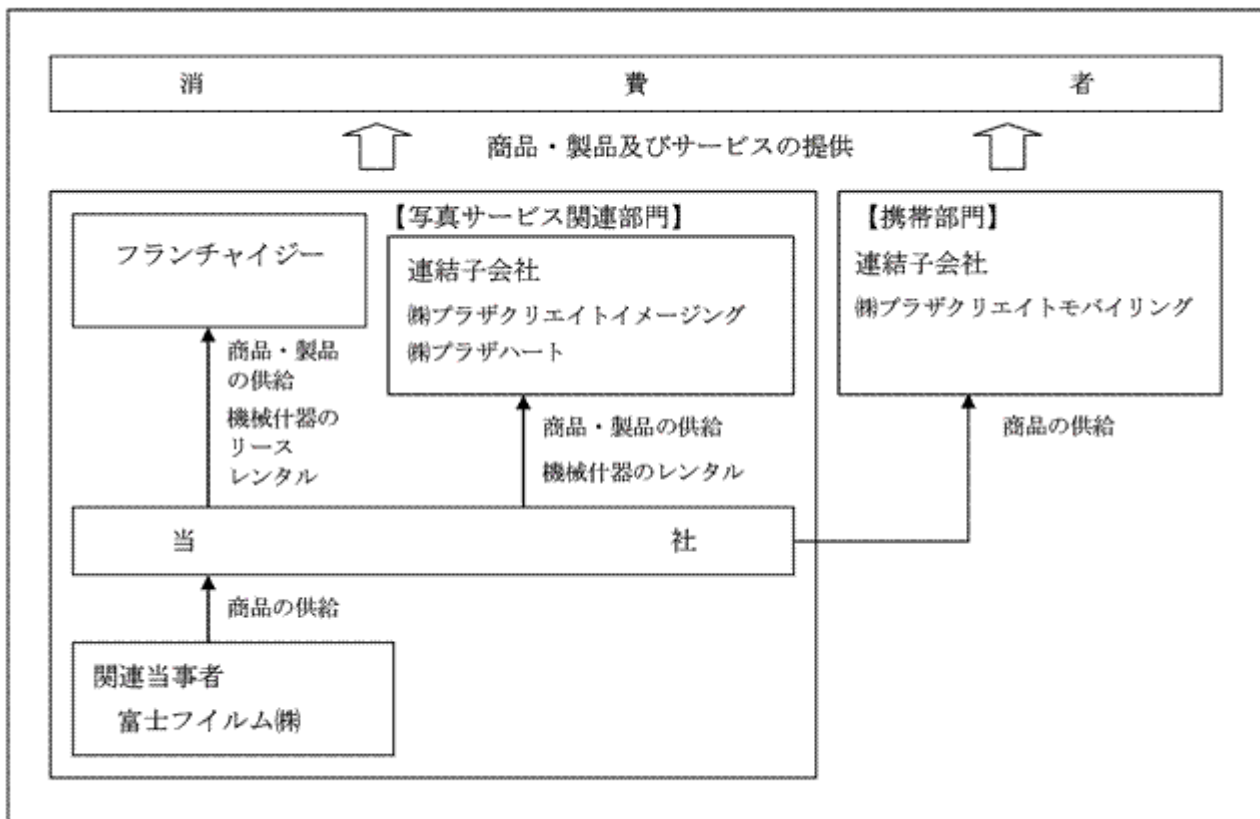 消費者
商品・製品及びサービスの提供
【写真サービス関連部門】
フランチャイジー
連結子会社
㈱プラザクリエイトイメージング
㈱プラザハート
【携帯部門】
連結子会社
㈱プラザクリエイトモバイリング
商品・製品
の供給
機械什器の
リース
レンタル
商品・製品の供給
機械什器のレンタル
商品の供給
当社
商品の供給
関連当事者
富士フイルム㈱